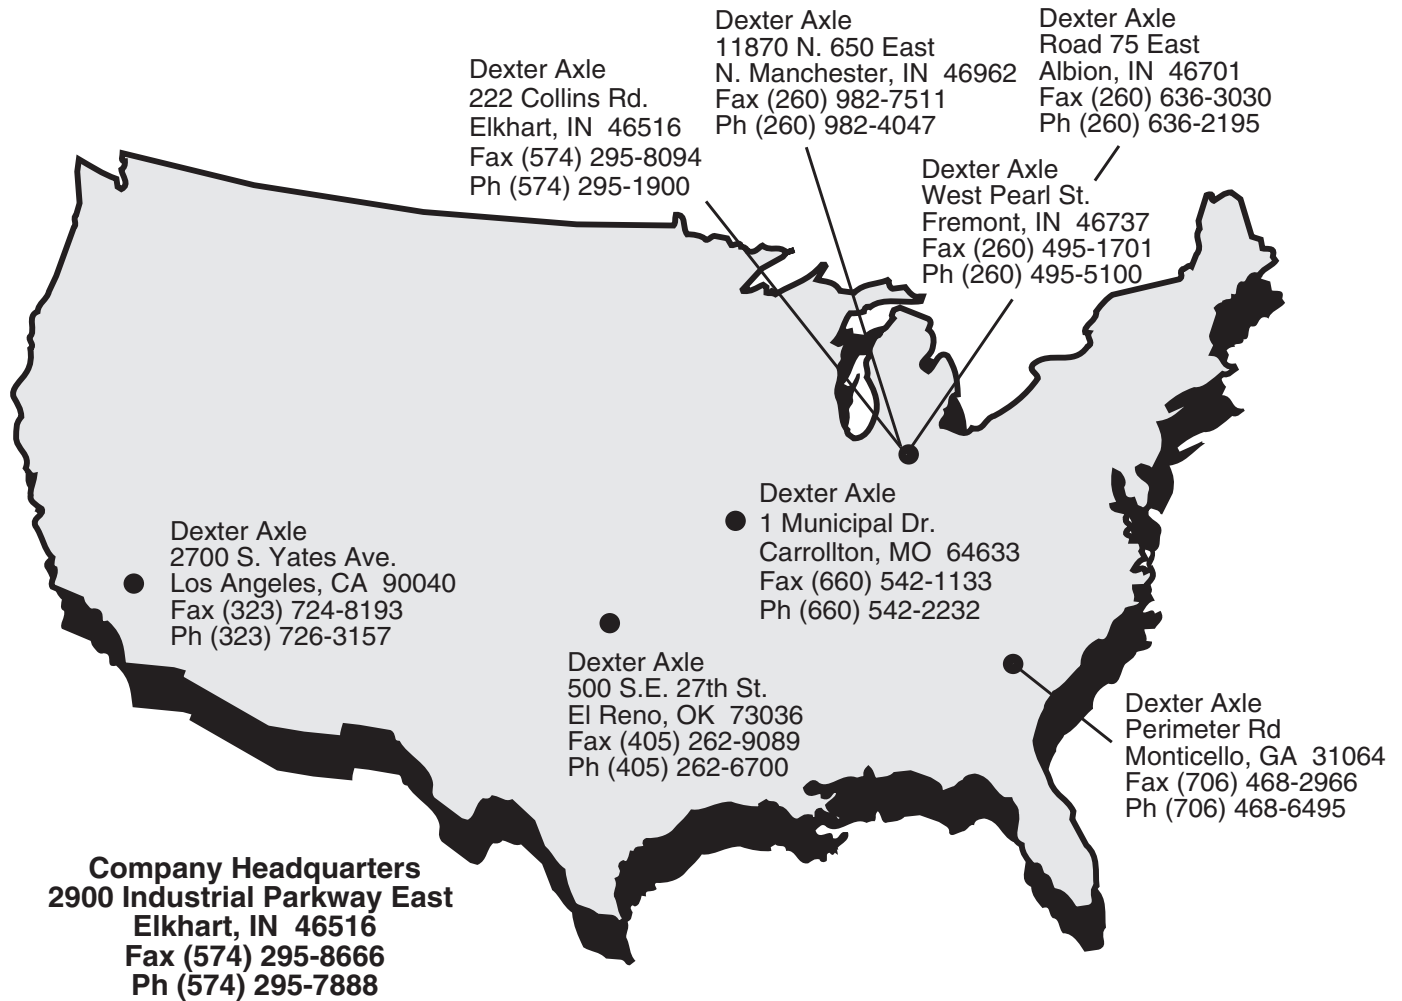 Dexter Axle
222 Collins Rd.
Elkhart, IN 46516
Fax (574) 295-8094
Ph (574) 295-1900
Dexter Axle
11870 N. 650 East
N. Manchester, IN 46962
Fax (260) 982-7511
Ph (260) 982-4047
Dexter Axle
Road 75 East
Albion, IN 46701
Fax (260) 636-3030
Ph (260) 636-2195
Dexter Axle
West Pearl St.
Fremont, IN 46737
Fax (260) 495-1701
Ph (260) 495-5100
Dexter Axle
1 Municipal Dr.
Carrollton, MO 64633
Fax (660) 542-1133
Ph (660) 542-2232
Dexter Axle
2700 S. Yates Ave.
Los Angeles, CA 90040
Fax (323) 724-8193
Ph (323) 726-3157
Dexter Axle
500 S.E. 27th St.
El Reno, OK 73036
Fax (405) 262-9089
Ph (405) 262-6700
Dexter Axle
Perimeter Rd
Monticello, GA 31064
Fax (706) 468-2966
Ph (706) 468-6495
Company Headquarters
2900 Industrial Parkway East
Elkhart, IN 46516
Fax (574) 295-8666
Ph (574) 295-7888